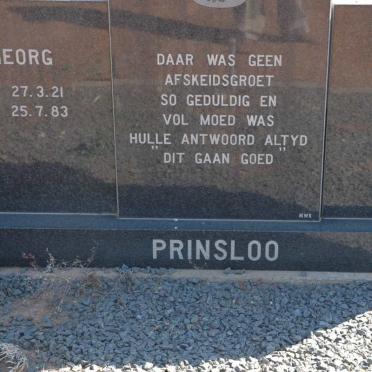 GEORG
27.3.21
25.7.83
DAAR WAS GEEN
AFSKEIDSGROET
SO GEDULDIG EN
VOL MOED WAS
HULLE ANTWOORD ALTYD
"DIT GAAN GOED"
PRINSLOO